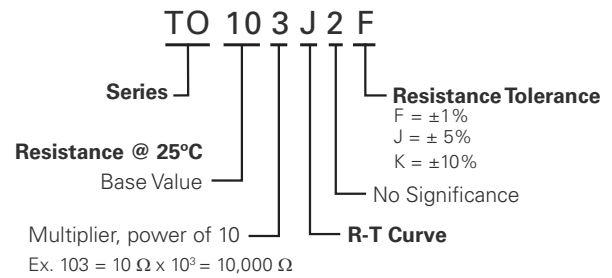 TO 10 3 J 2 F
Series
Resistance Tolerance
F = ±1%
J = ± 5%
K = ±10%
Resistance @ 25ºC
Base Value
No Significance
Multiplier, power of 10
R-T Curve
Ex. 103 = 10 Ω x 10³ = 10,000 Ω